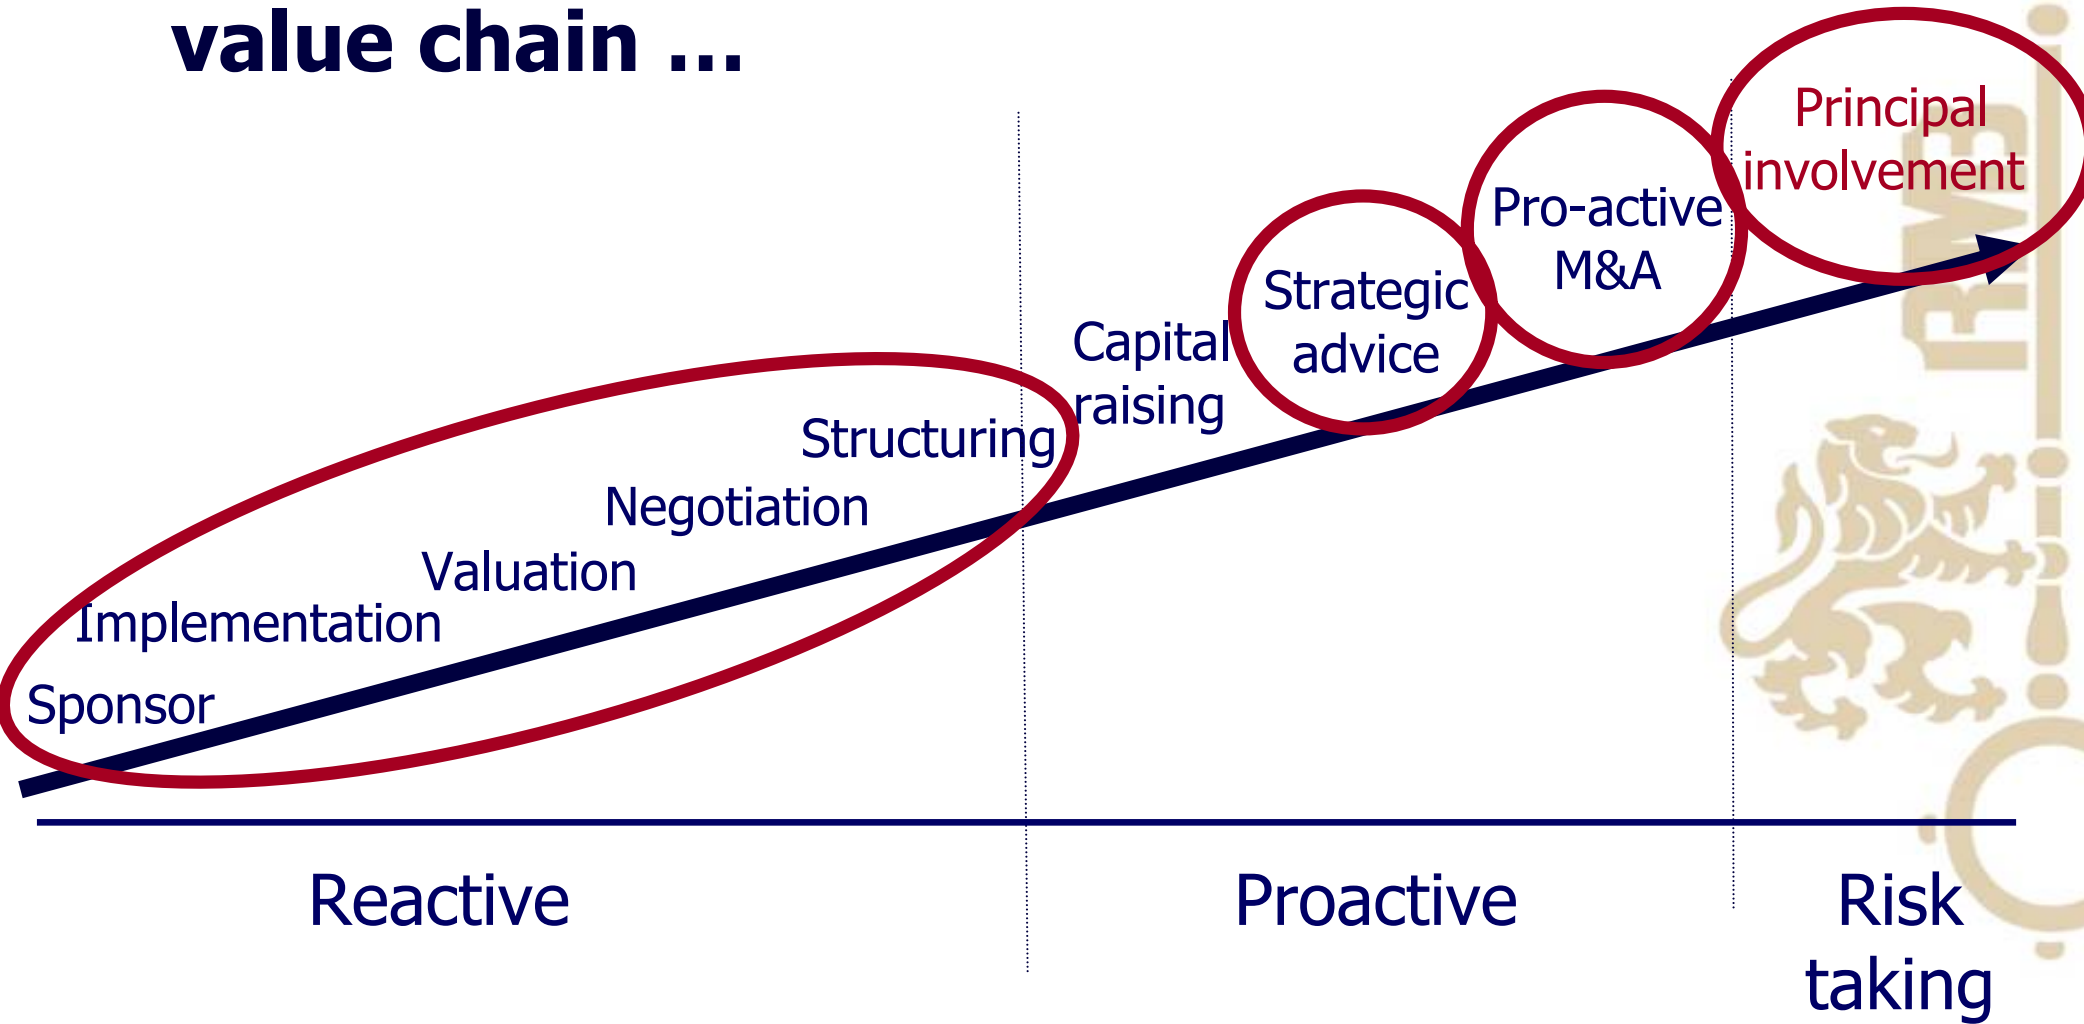 value chain ...
Principal
involvement
Pro-active
M&A
Strategic
advice
Capital
raising
Structuring
Negotiation
Valuation
Implementation
Sponsor
Reactive
Proactive
Risk
taking
RMB